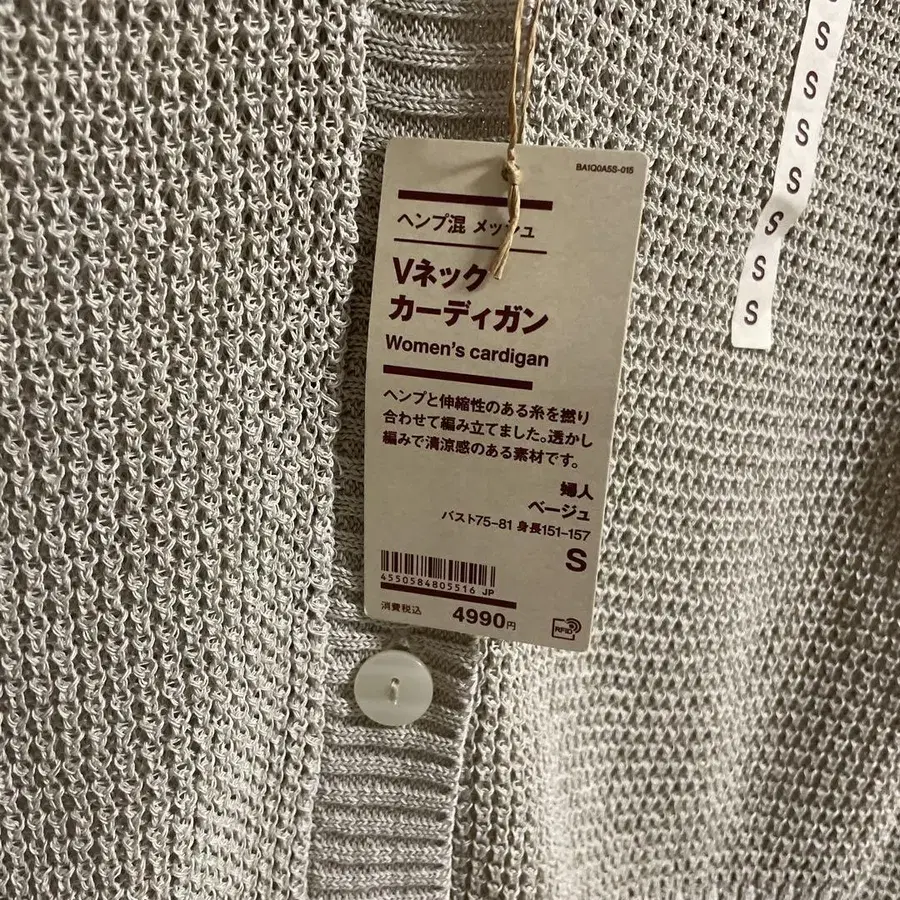 BA1Q0A5S-015
ヘンプ混 メッシュ
Vネック
カーディガン
Women's cardigan
ヘンプと伸縮性のある糸を撚り
合わせて編み立てました。透かし
編みで清涼感のある素材です。
婦人
ベージュ
バスト75–81 身長151–157
S
4550584805516 JP
消費税込 4990円
RFID
S
S
S
S
S
S
S